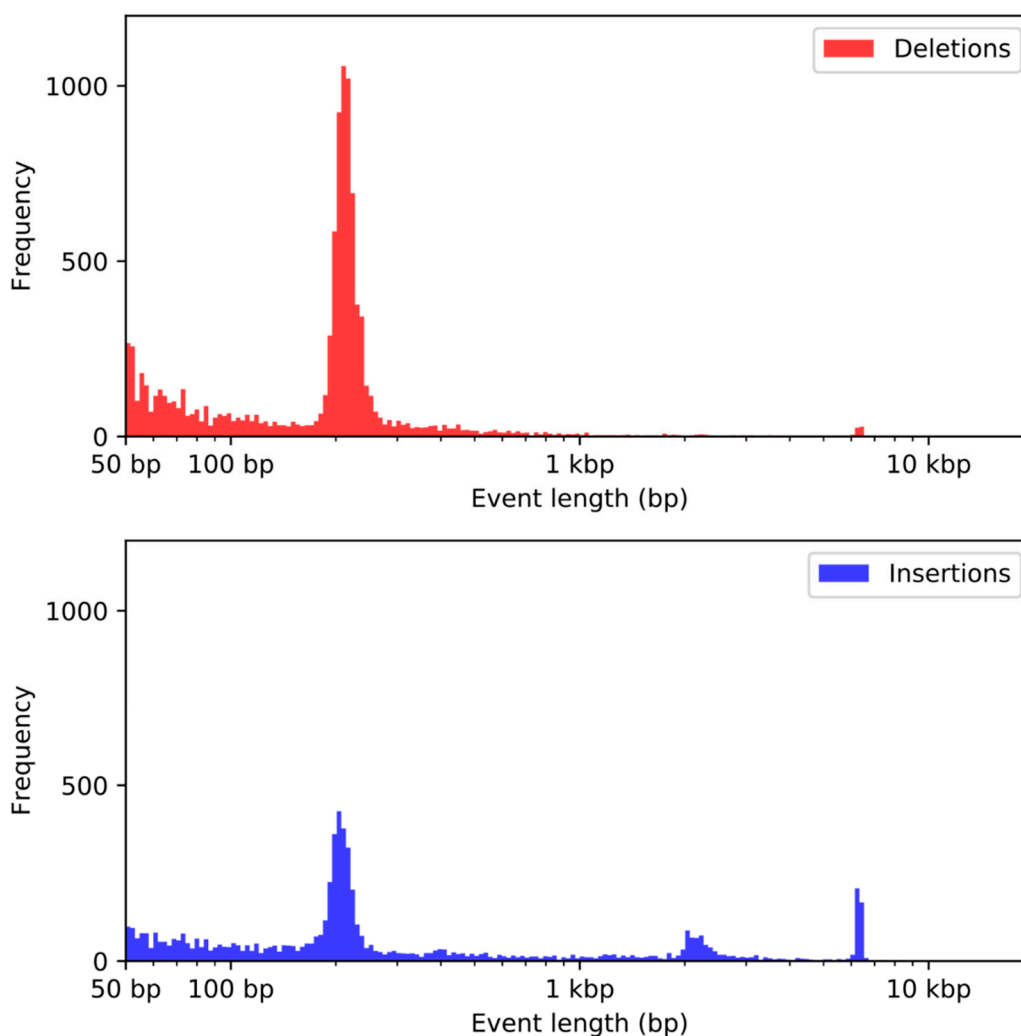 Deletions
1000
500
0
Frequency
50 bp 100 bp 1 kbp 10 kbp
Event length (bp)
Insertions
1000
500
0
Frequency
50 bp 100 bp 1 kbp 10 kbp
Event length (bp)